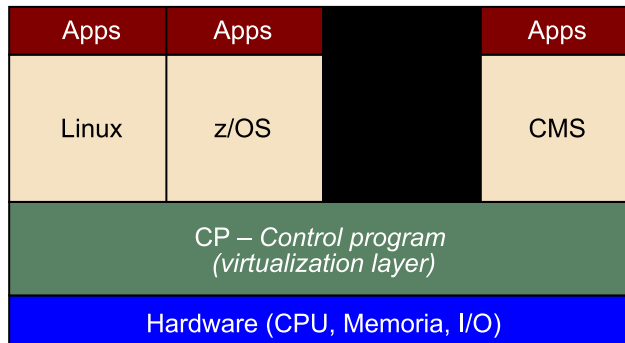 Apps Apps Apps
Linux z/OS CMS
CP – Control program
(virtualization layer)
Hardware (CPU, Memoria, I/O)